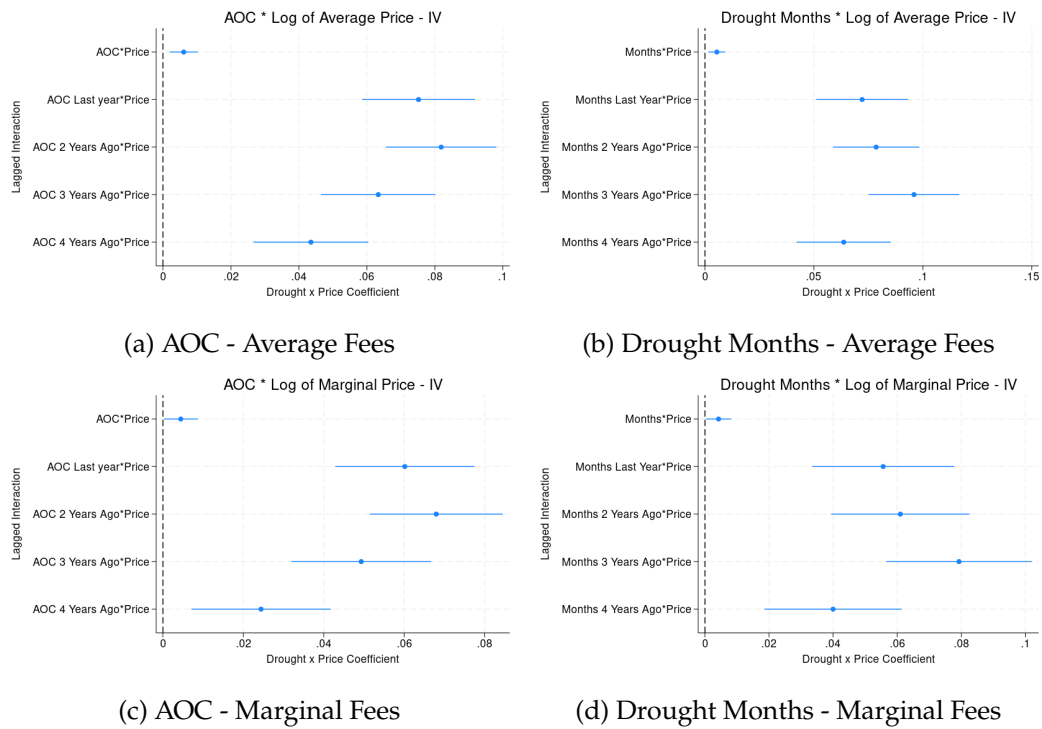 AOC * Log of Average Price - IV
Lagged Interaction
AOC*Price
AOC Last year*Price
AOC 2 Years Ago*Price
AOC 3 Years Ago*Price
AOC 4 Years Ago*Price
0 .02 .04 .06 .08 .1
Drought x Price Coefficient
(a) AOC - Average Fees
Drought Months * Log of Average Price - IV
Lagged Interaction
Months*Price
Months Last Year*Price
Months 2 Years Ago*Price
Months 3 Years Ago*Price
Months 4 Years Ago*Price
0 .05 .1 .15
Drought x Price Coefficient
(b) Drought Months - Average Fees
AOC * Log of Marginal Price - IV
Lagged Interaction
AOC*Price
AOC Last year*Price
AOC 2 Years Ago*Price
AOC 3 Years Ago*Price
AOC 4 Years Ago*Price
0 .02 .04 .06 .08
Drought x Price Coefficient
(c) AOC - Marginal Fees
Drought Months * Log of Marginal Price - IV
Lagged Interaction
Months*Price
Months Last Year*Price
Months 2 Years Ago*Price
Months 3 Years Ago*Price
Months 4 Years Ago*Price
0 .02 .04 .06 .08 .1
Drought x Price Coefficient
(d) Drought Months - Marginal Fees